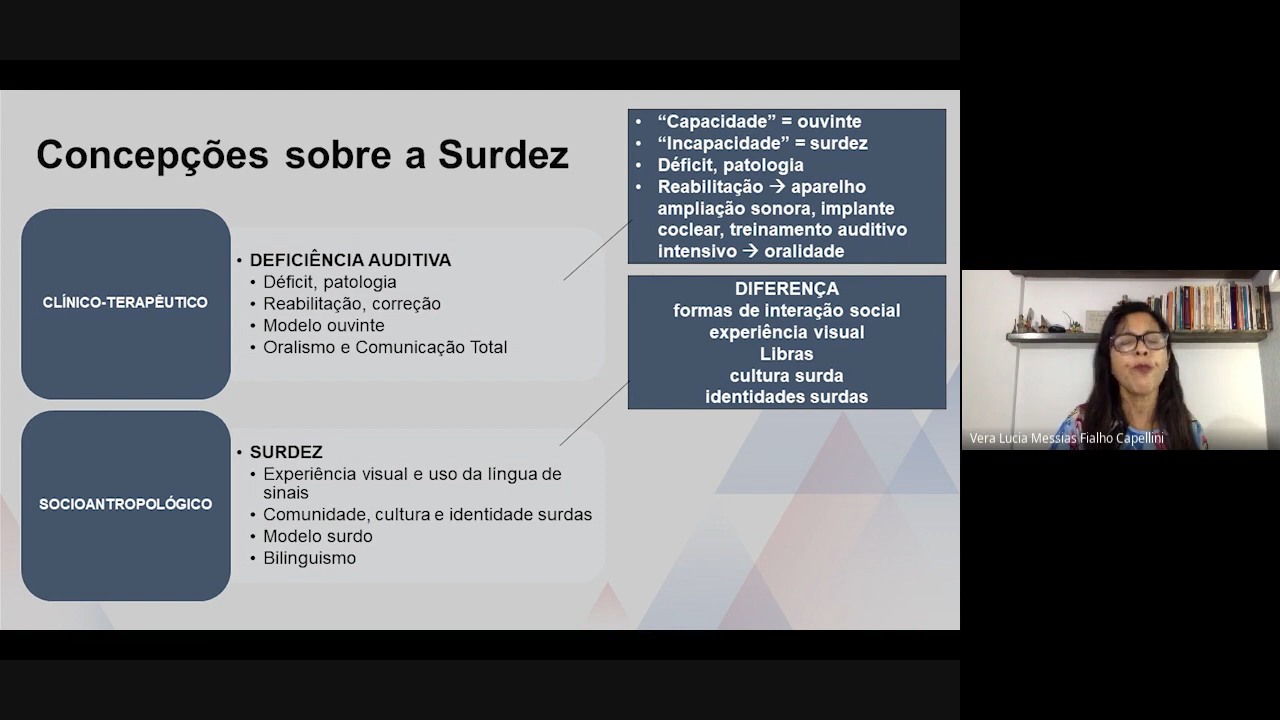 Concepções sobre a Surdez
CLÍNICO-TERAPÊUTICO
• DEFICIÊNCIA AUDITIVA
• Déficit, patologia
• Reabilitação, correção
• Modelo ouvinte
• Oralismo e Comunicação Total
SOCIOANTROPOLÓGICO
• SURDEZ
• Experiência visual e uso da língua de
sinais
• Comunidade, cultura e identidade surdas
• Modelo surdo
• Bilinguismo
• “Capacidade” = ouvinte
• “Incapacidade” = surdez
• Déficit, patologia
• Reabilitação → aparelho
ampliação sonora, implante
coclear, treinamento auditivo
intensivo → oralidade
DIFERENÇA
formas de interação social
experiência visual
Libras
cultura surda
identidades surdas
Vera Lucia Messias Fialho Capellini